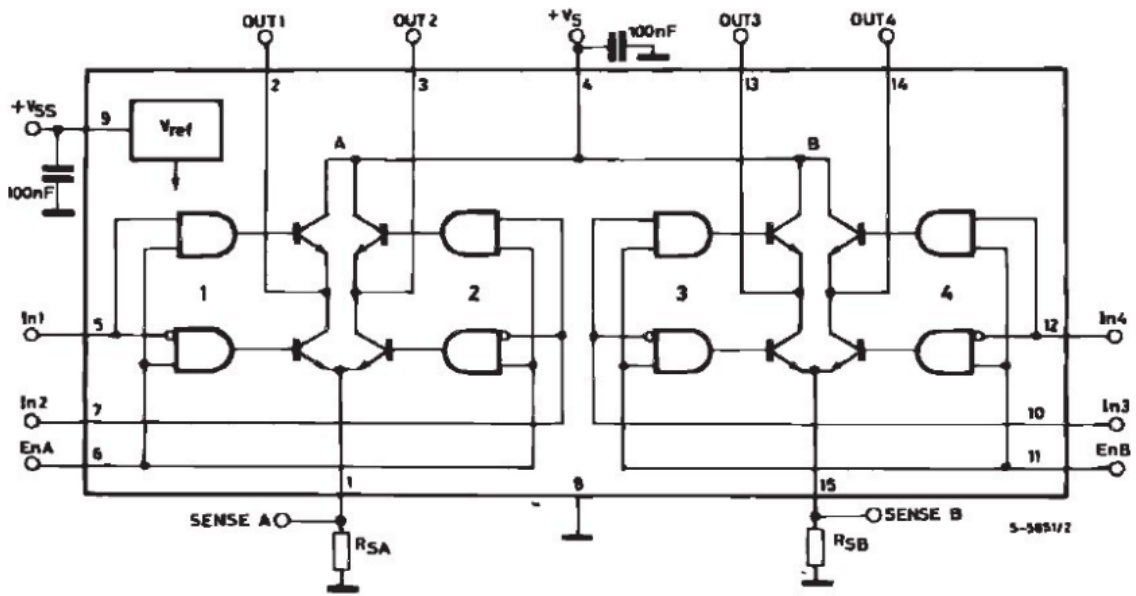 OUT1 OUT2 +VS 100nF OUT3 OUT4
2 3 4 13 14
+VSS 9 Vref
A B
100nF
1 2 3 4
In1 5 12 In4
In2 7 10 In3
EnA 6 11 EnB
1 8 15
SENSE A SENSE B
S-5851/2
RSA RSB